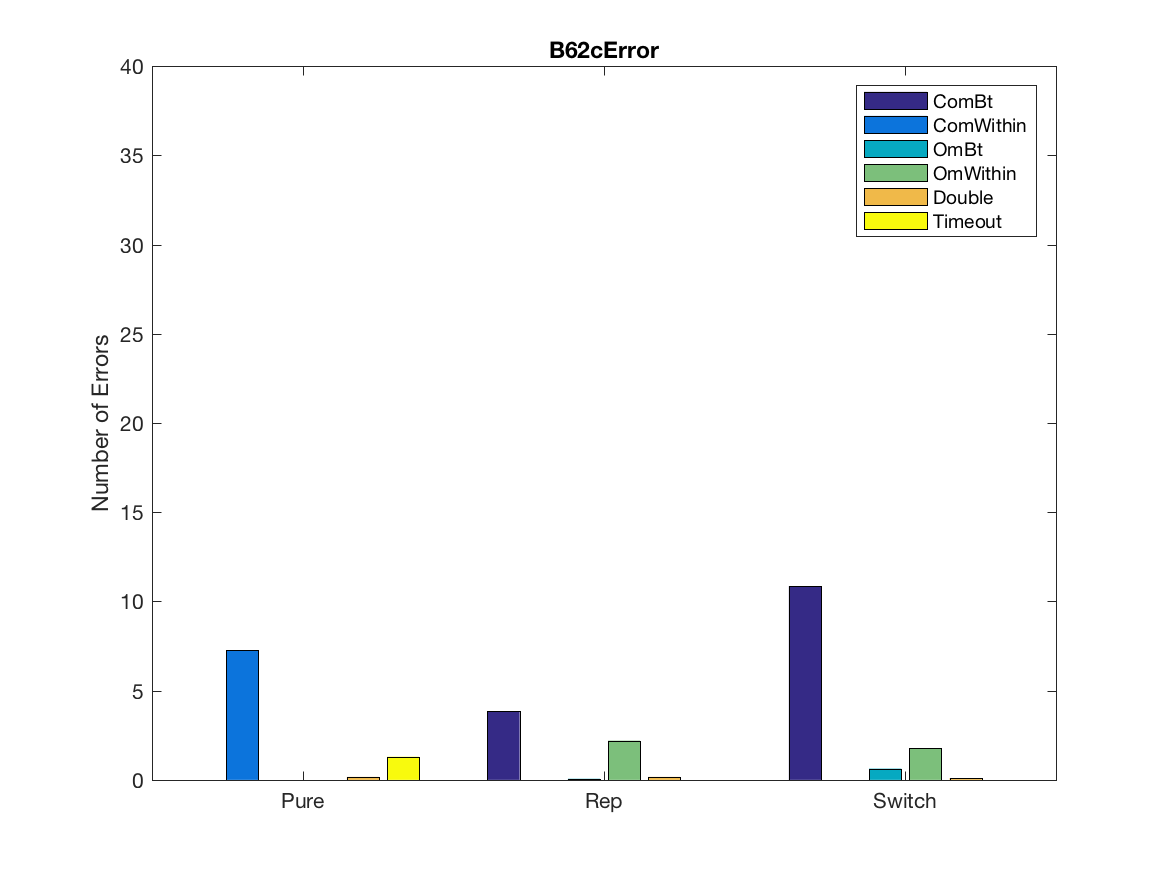 B62cError
40
35
30
25
20
15
10
5
0
Number of Errors
ComBt
ComWithin
OmBt
OmWithin
Double
Timeout
Pure
Rep
Switch